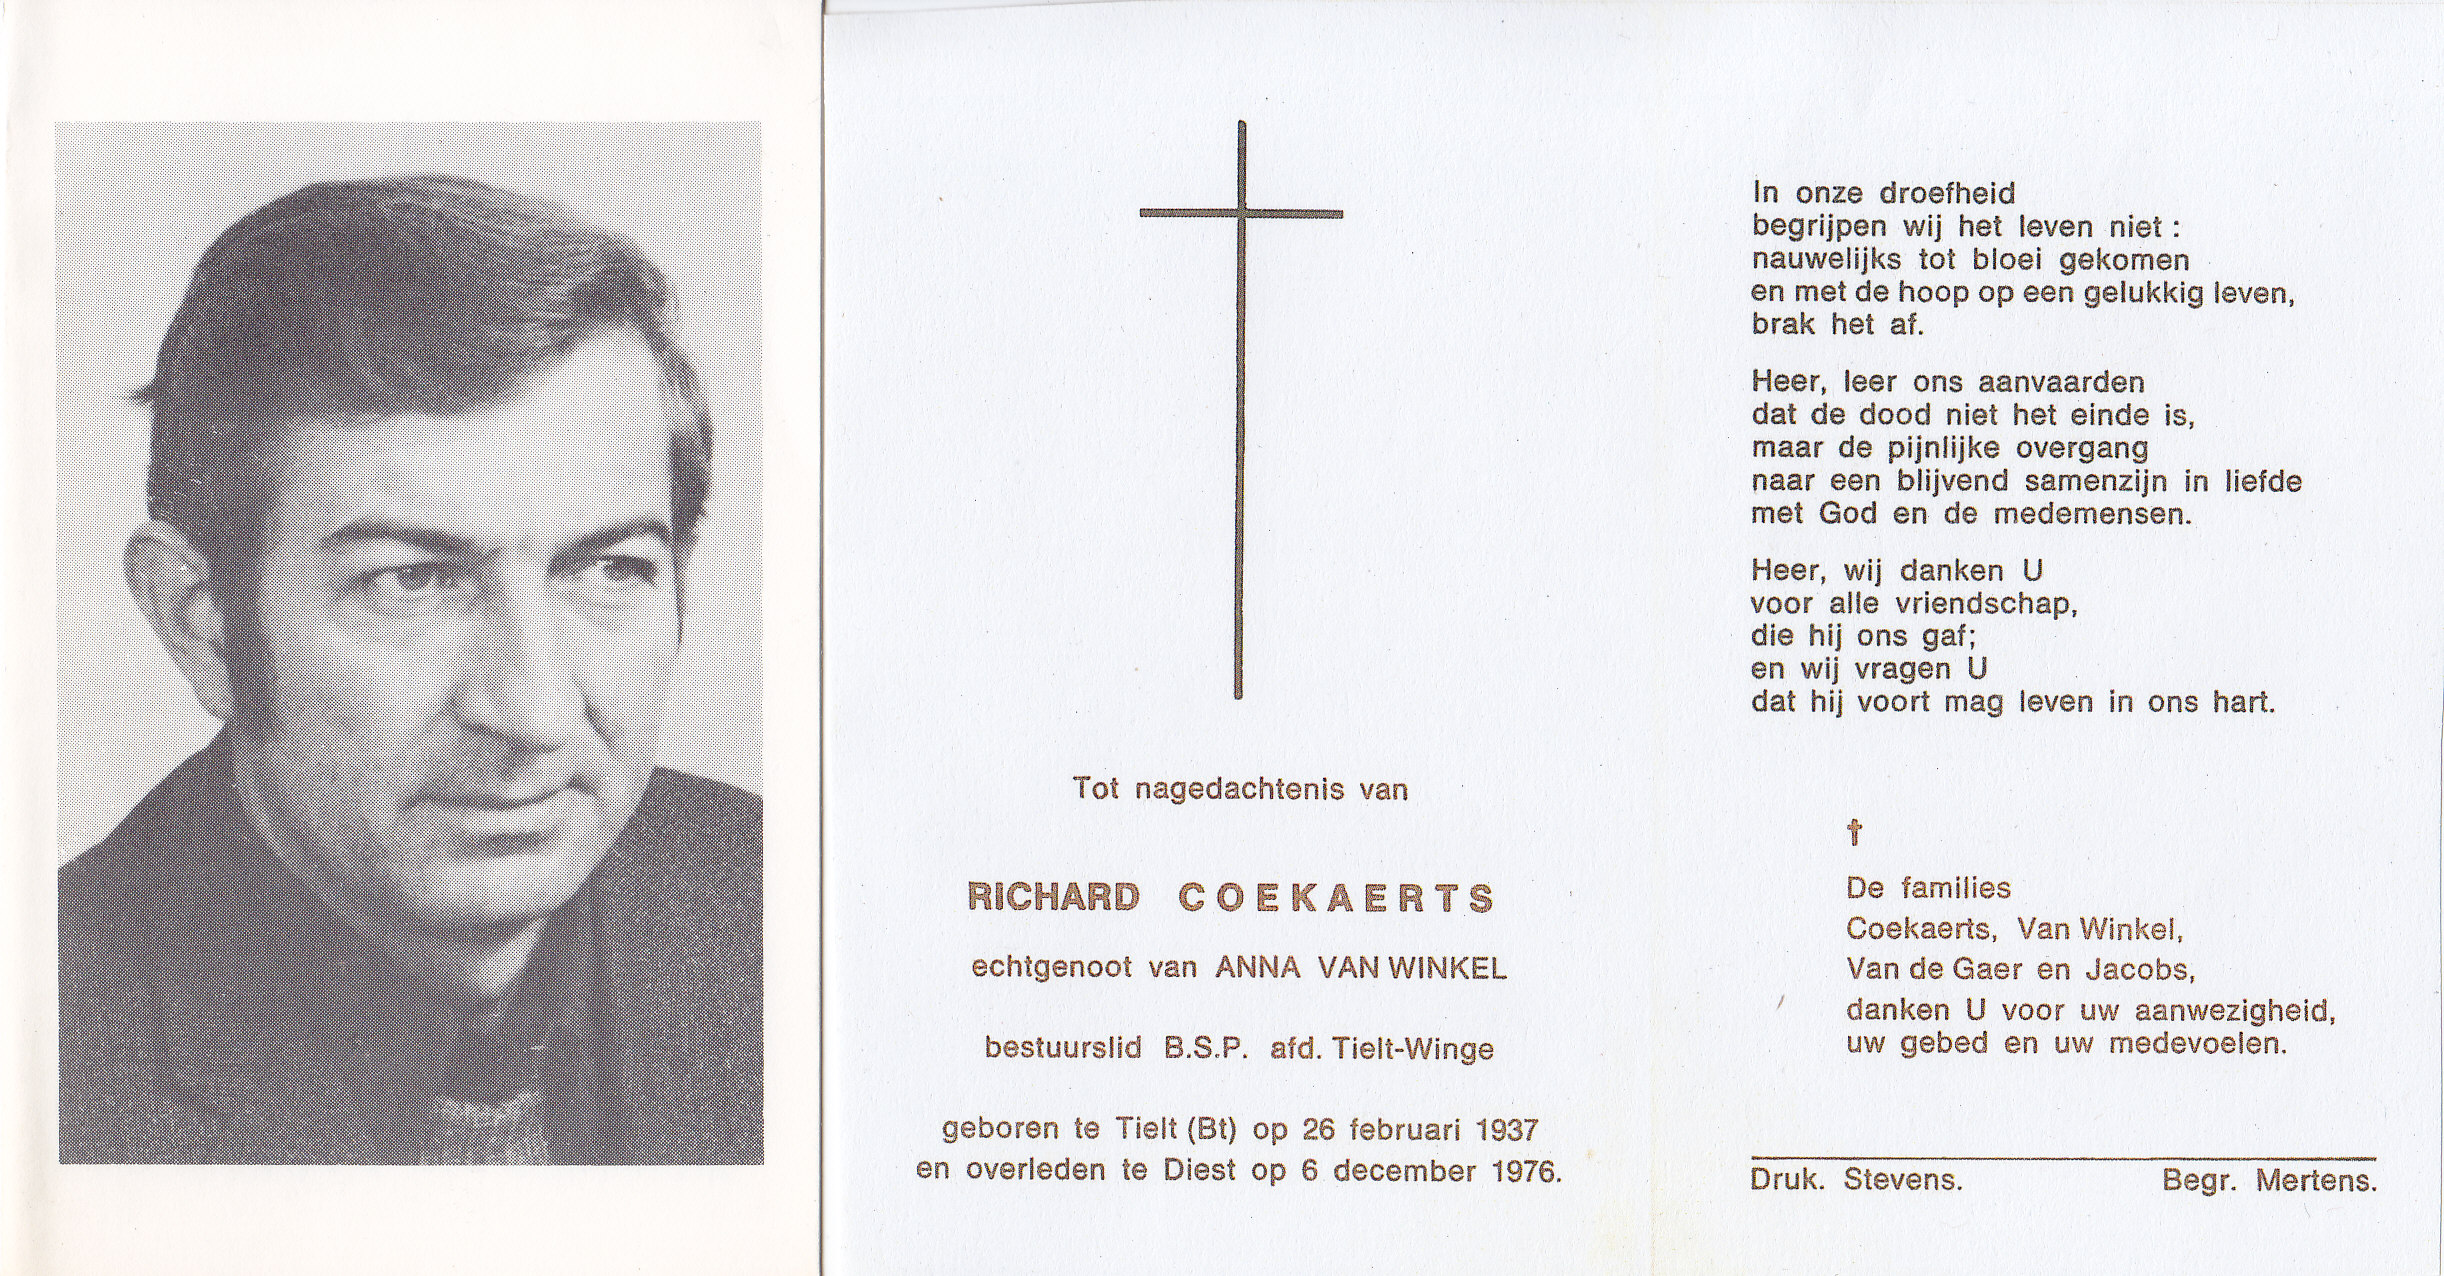 Tot nagedachtenis van
RICHARD COEKAERTS
echtgenoot van ANNA VAN WINKEL
bestuurslid B.S.P. afd. Tielt-Winge
geboren te Tielt (Bt) op 26 februari 1937
en overleden te Diest op 6 december 1976.
In onze droefheid
begrijpen wij het leven niet :
nauwelijks tot bloei gekomen
en met de hoop op een gelukkig leven,
brak het af.
Heer, leer ons aanvaarden
dat de dood niet het einde is,
maar de pijnlijke overgang
naar een blijvend samenzijn in liefde
met God en de medemensen.
Heer, wij danken U
voor alle vriendschap,
die hij ons gaf;
en wij vragen U
dat hij voort mag leven in ons hart.
†
De families
Coekaerts, Van Winkel,
Van de Gaer en Jacobs,
danken U voor uw aanwezigheid,
uw gebed en uw medevoelen.
Druk. Stevens. Begr. Mertens.